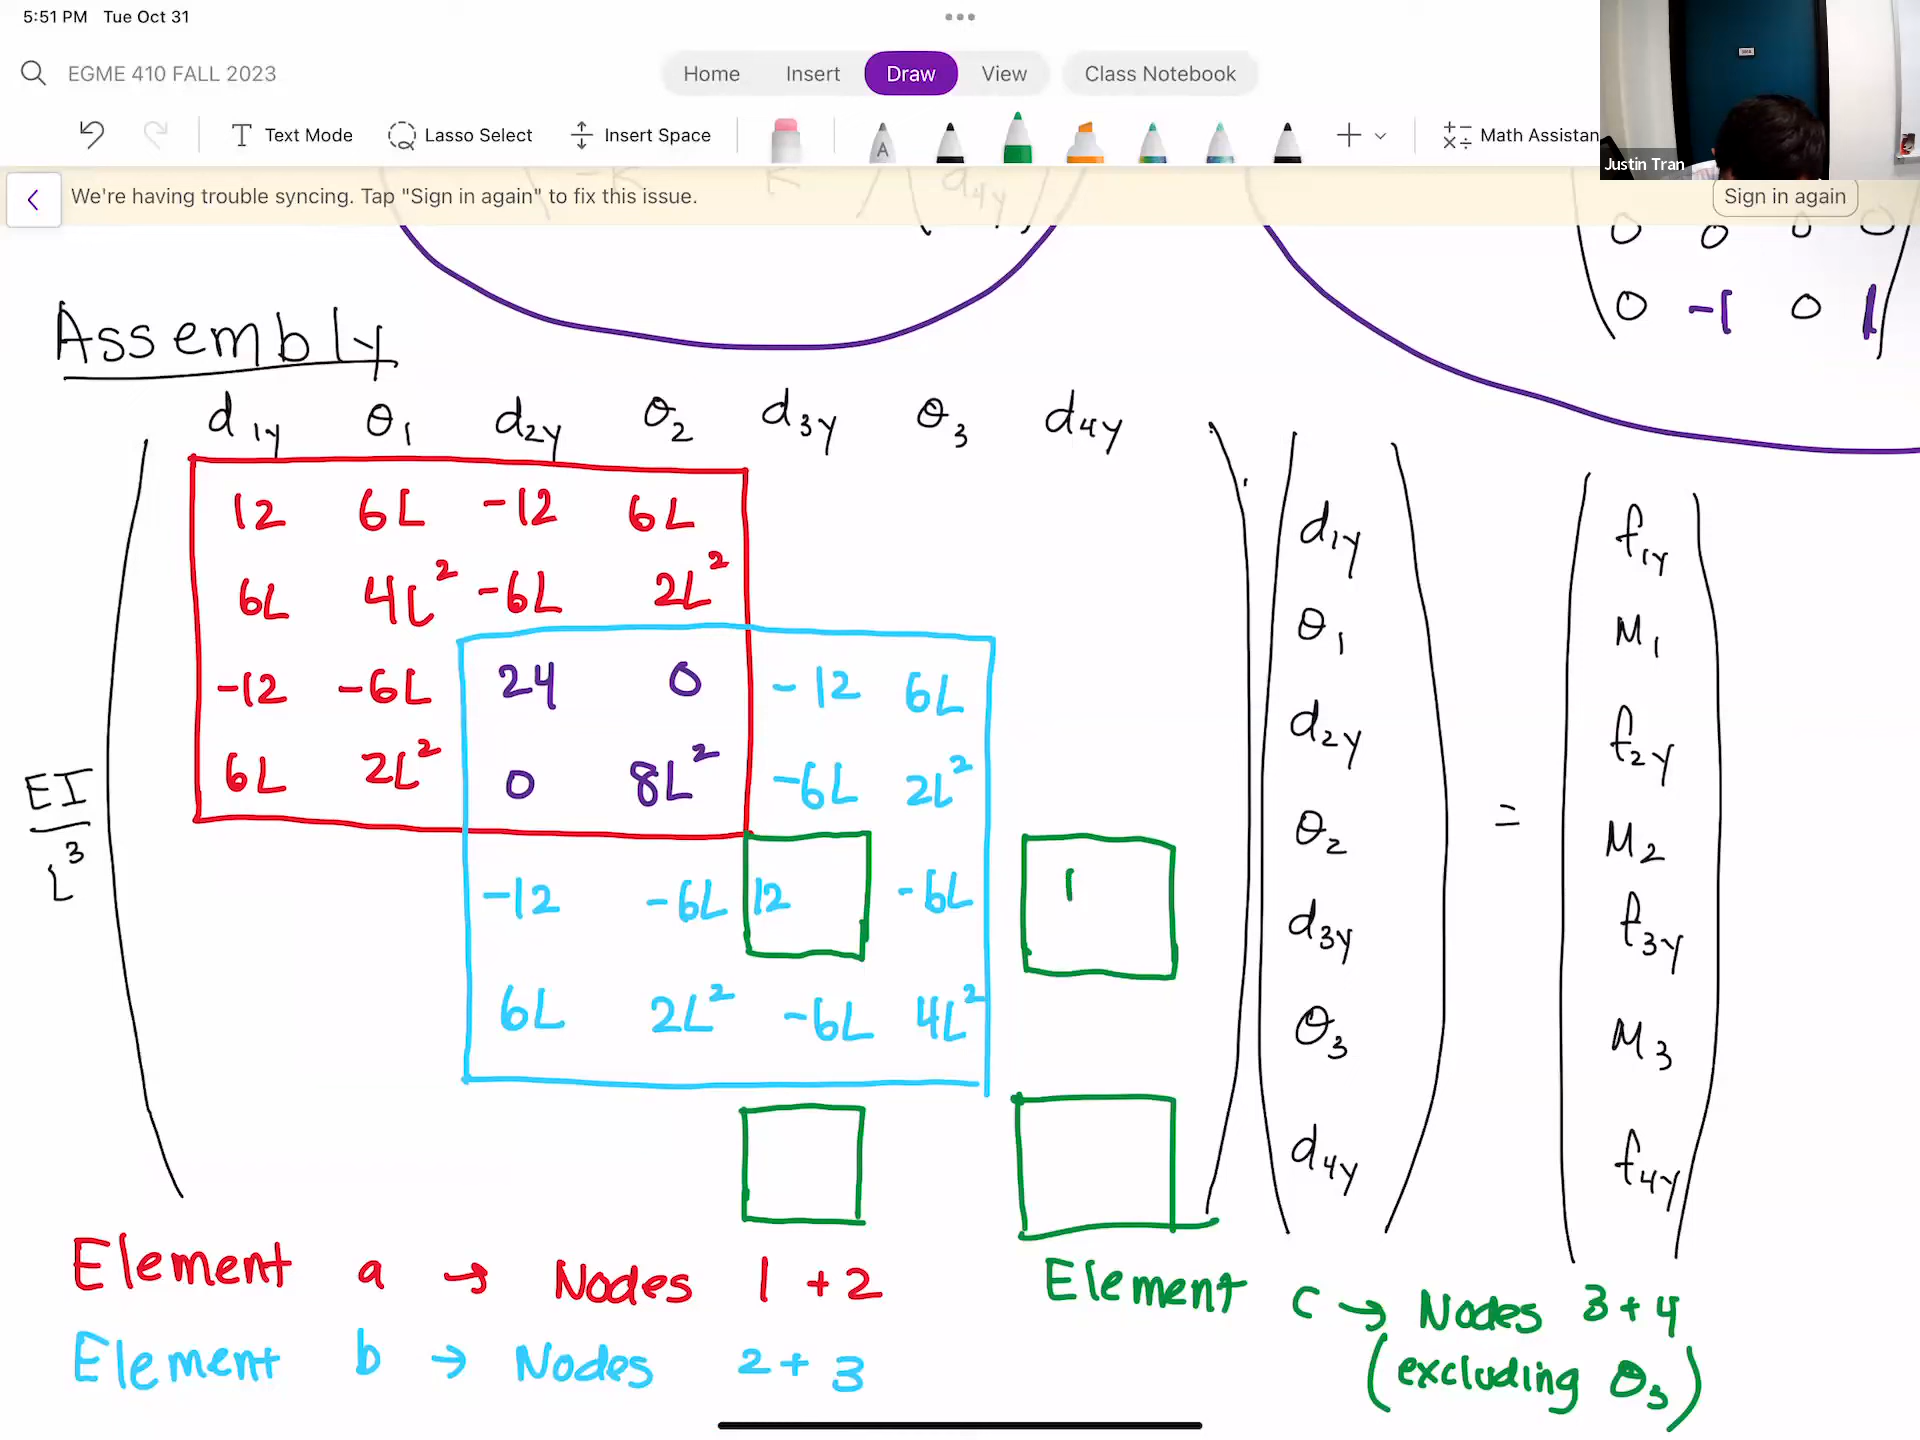 5:51 PM Tue Oct 31
EGME 410 FALL 2023
Home Insert Draw View Class Notebook
Text Mode Lasso Select Insert Space Math Assistan
Justin Tran
We're having trouble syncing. Tap "Sign in again" to fix this issue.
Sign in again
d4y
0 0 0 0
0 -1 0 1
Assembly
d1y θ1 d2y θ2 d3y θ3 d4y
12 6L -12 6L d1y f1y
6L 4L² -6L 2L² θ1 M1
-12 -6L 24 0 -12 6L d2y f2y
6L 2L² 0 8L² -6L 2L² θ2 = M2
EI/L³
-12 -6L 12 -6L 1 d3y f3y
6L 2L² -6L 4L² θ3 M3
d4y f4y
Element a → Nodes 1 + 2
Element b → Nodes 2 + 3
Element c → Nodes 3 + 4
(excluding θ3)